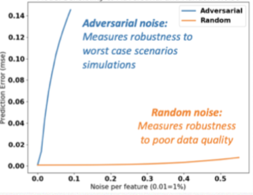 0.14
0.12
0.10
0.08
0.06
0.04
0.02
0.00
Prediction Error (mse)
Adversarial
Random
Adversarial noise:
Measures robustness to
worst case scenarios
simulations
Random noise:
Measures robustness
to poor data quality
0.0 0.1 0.2 0.3 0.4 0.5
Noise per feature (0.01=1%)